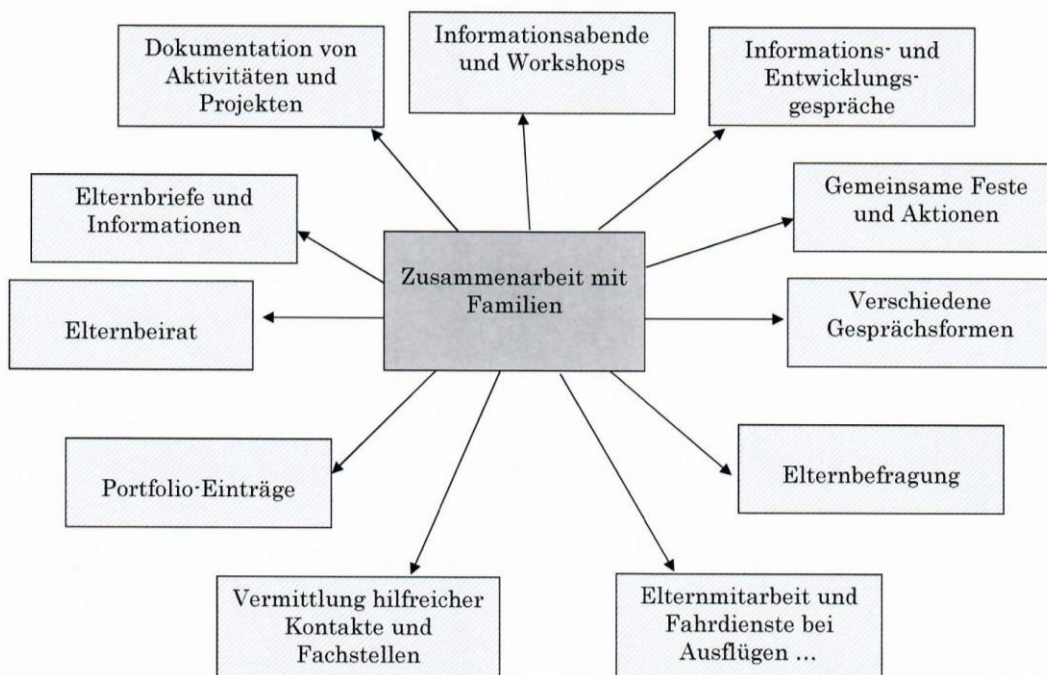 Dokumentation von
Aktivitäten und
Projekten
Informationsabende
und Workshops
Informations- und
Entwicklungs-
gespräche
Elternbriefe und
Informationen
Gemeinsame Feste
und Aktionen
Zusammenarbeit mit
Familien
Elternbeirat
Verschiedene
Gesprächsformen
Portfolio-Einträge
Elternbefragung
Vermittlung hilfreicher
Kontakte und
Fachstellen
Elternmitarbeit und
Fahrdienste bei
Ausflügen ...